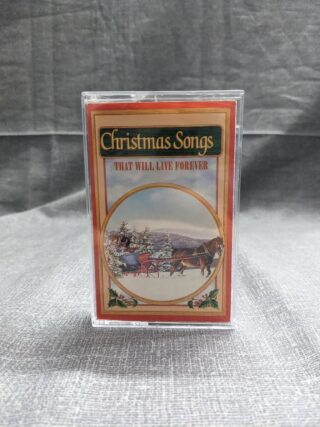 Christmas Songs
THAT WILL LIVE FOREVER